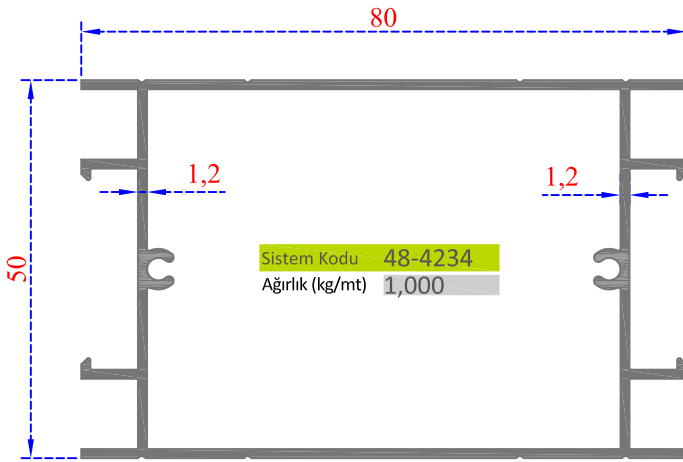 80
1,2
1,2
50
Sistem Kodu 48-4234
Ağırlık (kg/mt) 1,000